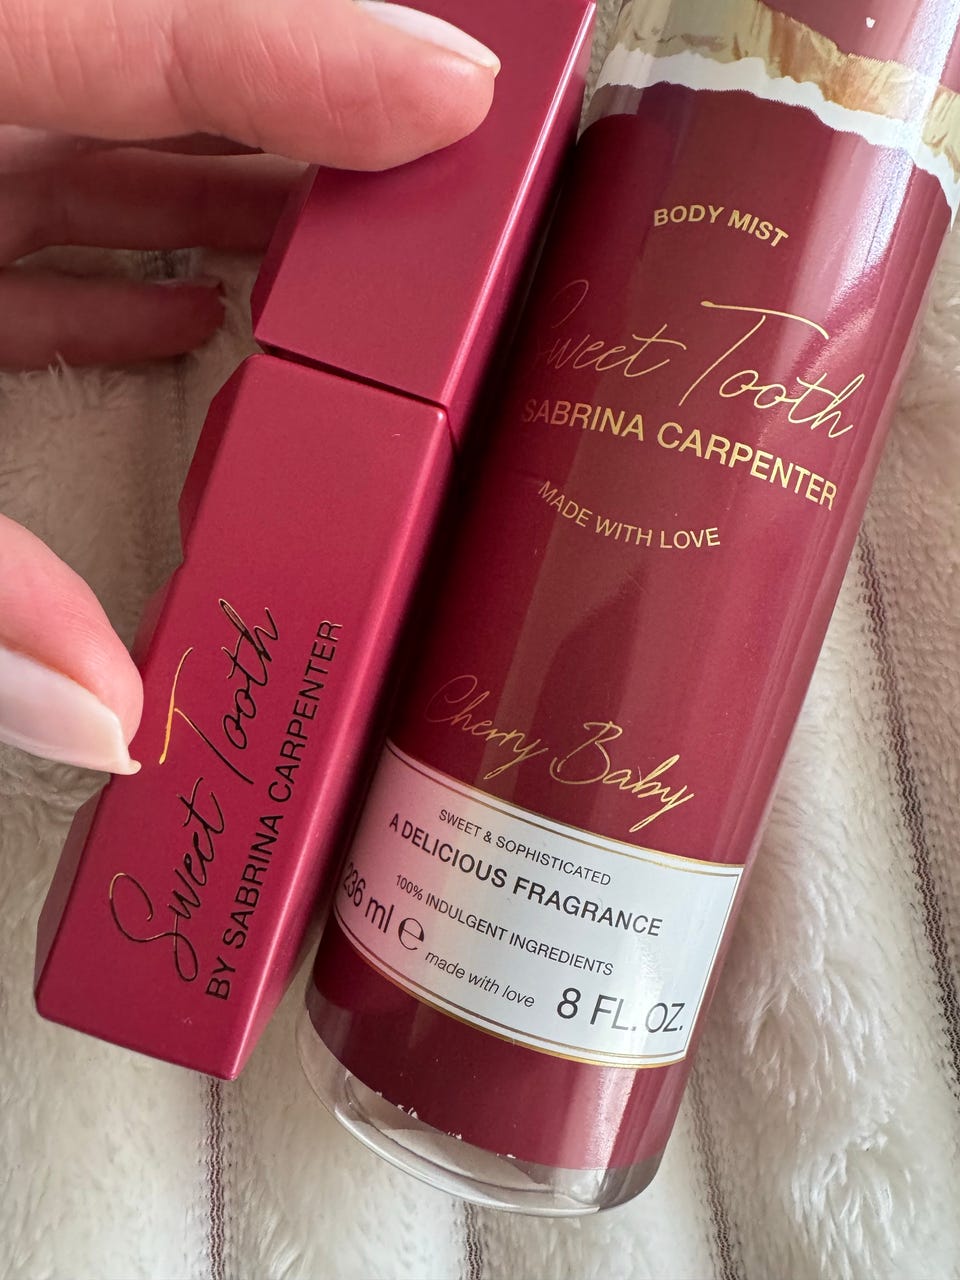 Sweet Tooth
BY SABRINA CARPENTER
BODY MIST
Sweet Tooth
SABRINA CARPENTER
MADE WITH LOVE
Cherry Baby
SWEET & SOPHISTICATED
A DELICIOUS FRAGRANCE
100% INDULGENT INGREDIENTS
236 ml ℮ made with love 8 FL. OZ.